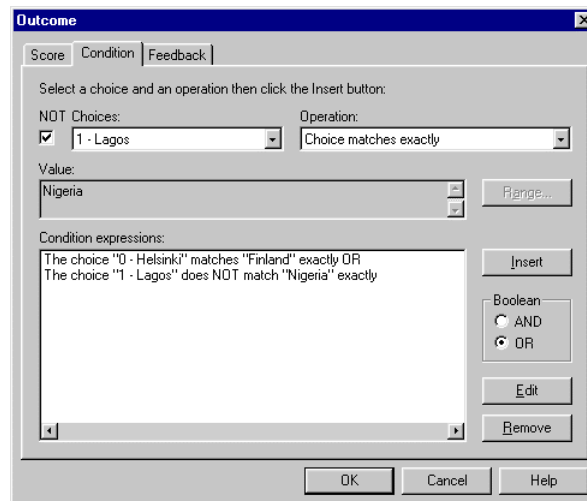 Outcome
Score Condition Feedback
Select a choice and an operation then click the Insert button:
NOT Choices: Operation:
1 - Lagos Choice matches exactly
Value:
Nigeria
Range...
Condition expressions:
The choice "0 - Helsinki" matches "Finland" exactly OR
The choice "1 - Lagos" does NOT match "Nigeria" exactly
Insert
Boolean
AND
OR
Edit
Remove
OK Cancel Help